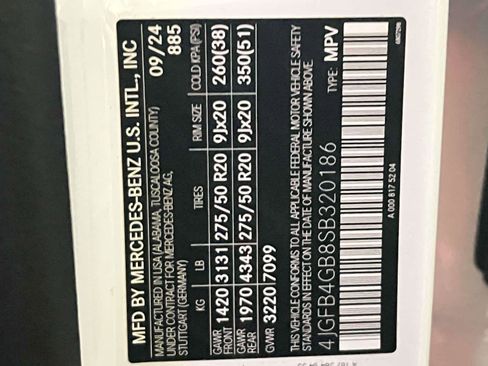 MFD BY MERCEDES-BENZ U.S. INTL., INC
MANUFACTURED IN USA (ALABAMA, TUSCALOOSA COUNTY) 09/24
UNDER CONTRACT FOR MERCEDES-BENZ AG, 885
STUTTGART (GERMANY)
KG LB TIRES RIM SIZE COLD KPA (PSI)
GAWR FRONT 1420 3131 275/50 R20 9Jx20 260(38)
GAWR REAR 1970 4343 275/50 R20 9Jx20 350(51)
GVWR 3220 7099
THIS VEHICLE CONFORMS TO ALL APPLICABLE FEDERAL MOTOR VEHICLE SAFETY
STANDARDS IN EFFECT ON THE DATE OF MANUFACTURE SHOWN ABOVE.
4JGFB4GB8SB320186 TYPE: MPV
A 000 817 52 04